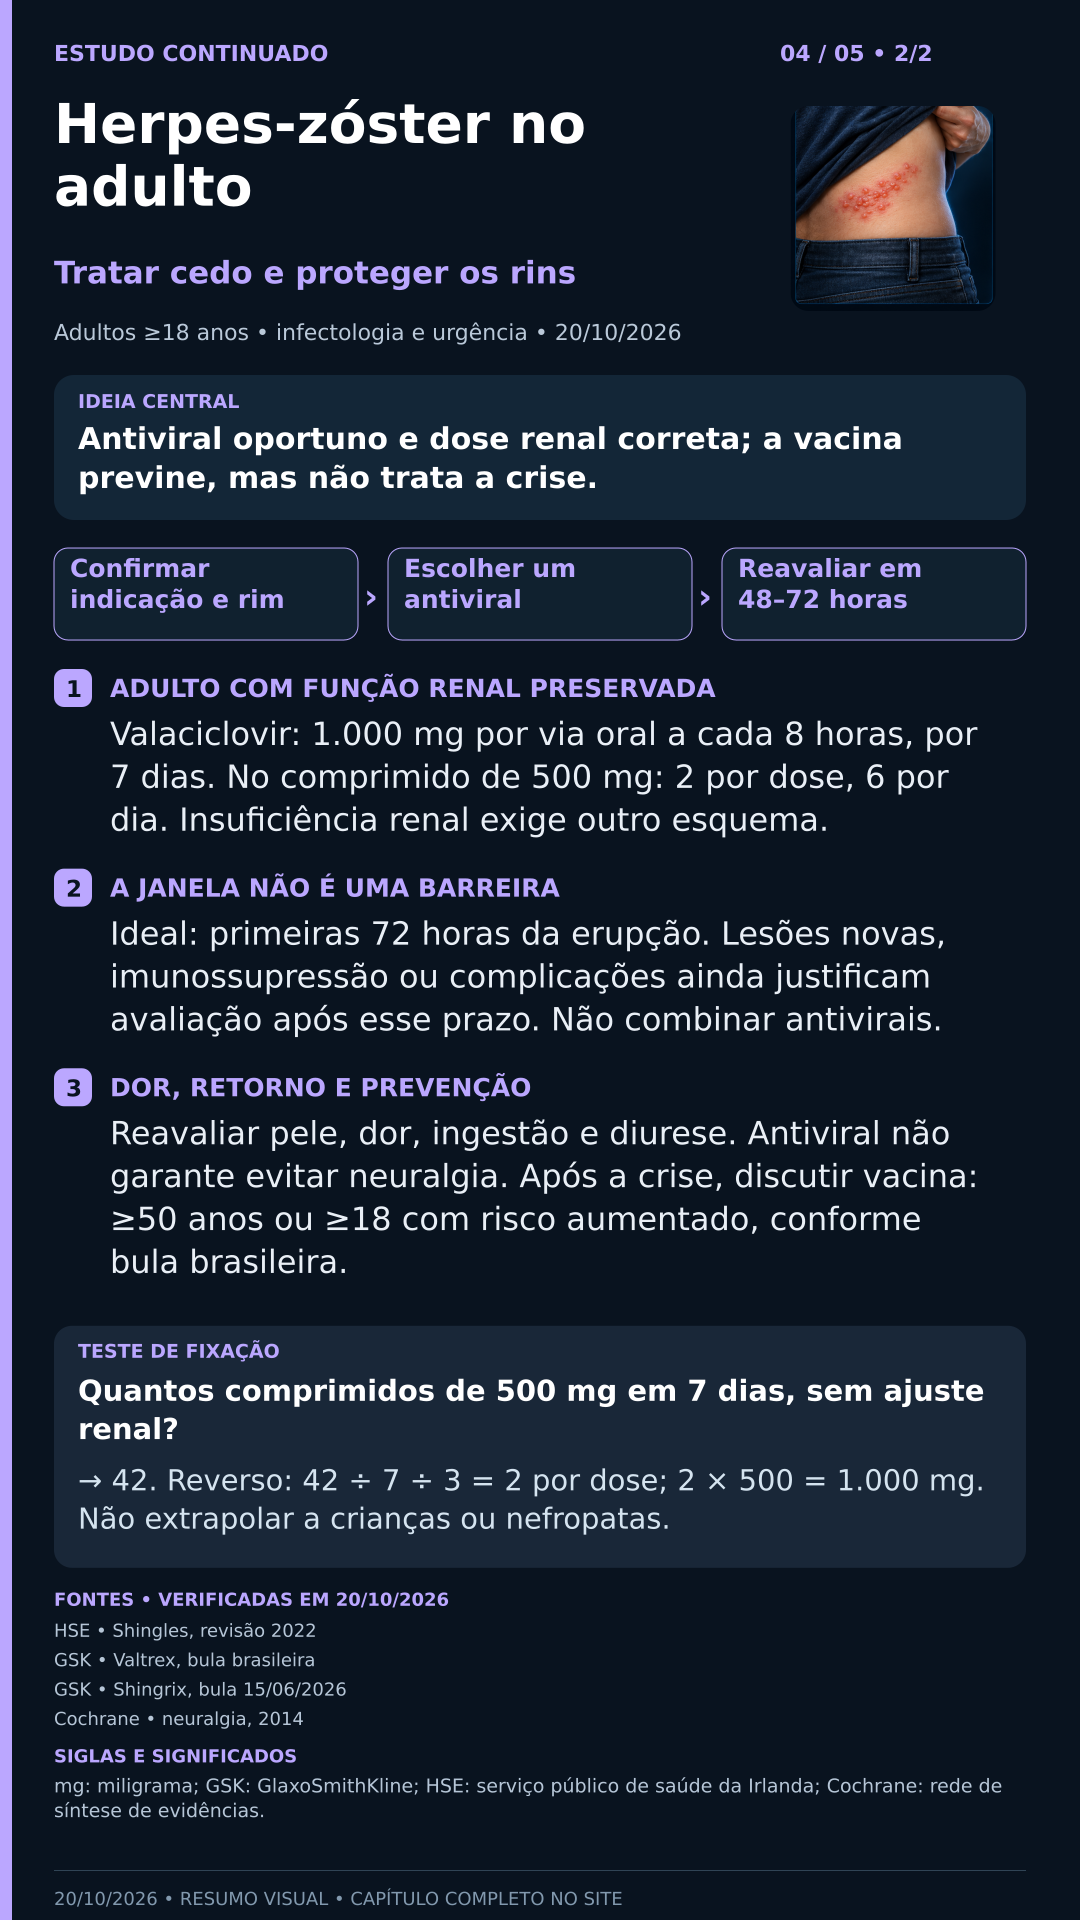 ESTUDO CONTINUADO
04 / 05 • 2/2
Herpes-zóster no
adulto
Tratar cedo e proteger os rins
Adultos ≥18 anos • infectologia e urgência • 20/10/2026
IDEIA CENTRAL
Antiviral oportuno e dose renal correta; a vacina
previne, mas não trata a crise.
Confirmar
indicação e rim
›
Escolher um
antiviral
›
Reavaliar em
48–72 horas
1 ADULTO COM FUNÇÃO RENAL PRESERVADA
Valaciclovir: 1.000 mg por via oral a cada 8 horas, por
7 dias. No comprimido de 500 mg: 2 por dose, 6 por
dia. Insuficiência renal exige outro esquema.
2 A JANELA NÃO É UMA BARREIRA
Ideal: primeiras 72 horas da erupção. Lesões novas,
imunossupressão ou complicações ainda justificam
avaliação após esse prazo. Não combinar antivirais.
3 DOR, RETORNO E PREVENÇÃO
Reavaliar pele, dor, ingestão e diurese. Antiviral não
garante evitar neuralgia. Após a crise, discutir vacina:
≥50 anos ou ≥18 com risco aumentado, conforme
bula brasileira.
TESTE DE FIXAÇÃO
Quantos comprimidos de 500 mg em 7 dias, sem ajuste
renal?
→ 42. Reverso: 42 ÷ 7 ÷ 3 = 2 por dose; 2 × 500 = 1.000 mg.
Não extrapolar a crianças ou nefropatas.
FONTES • VERIFICADAS EM 20/10/2026
HSE • Shingles, revisão 2022
GSK • Valtrex, bula brasileira
GSK • Shingrix, bula 15/06/2026
Cochrane • neuralgia, 2014
SIGLAS E SIGNIFICADOS
mg: miligrama; GSK: GlaxoSmithKline; HSE: serviço público de saúde da Irlanda; Cochrane: rede de
síntese de evidências.
20/10/2026 • RESUMO VISUAL • CAPÍTULO COMPLETO NO SITE